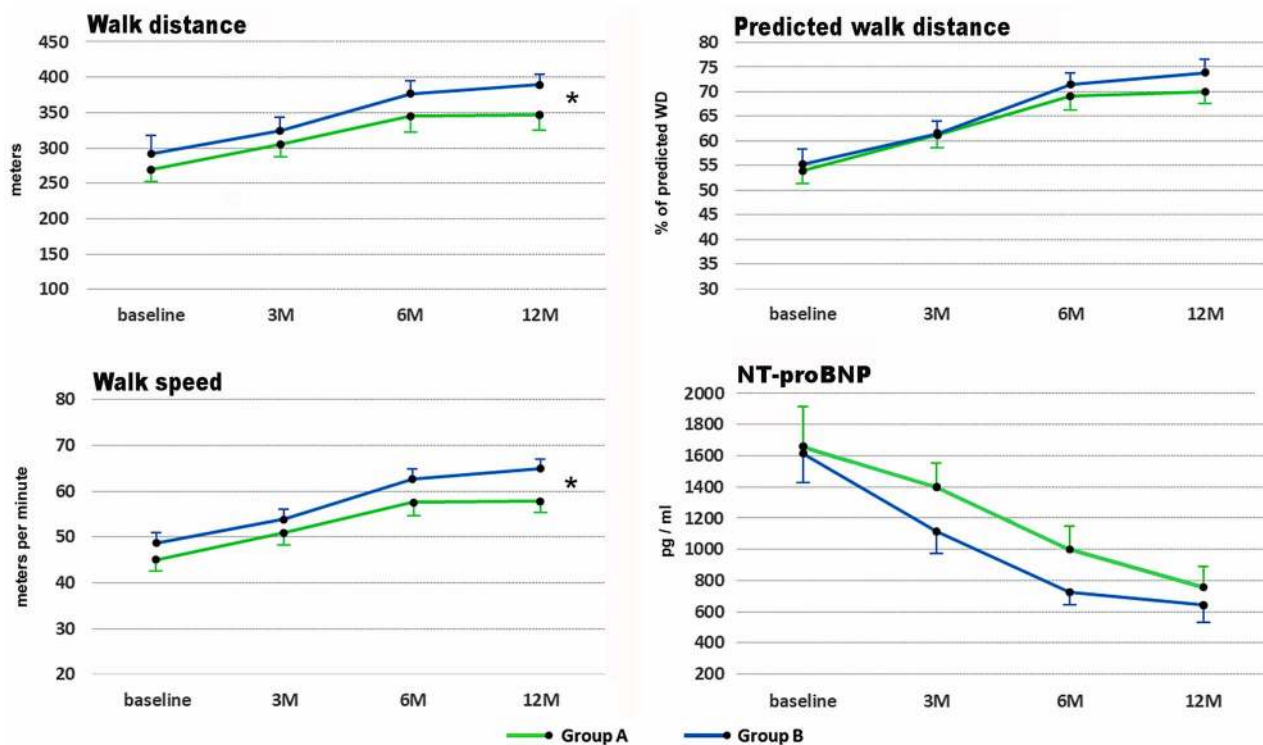 Walk distance
450
400
350
300
250
200
150
100
meters
*
baseline 3M 6M 12M
Predicted walk distance
80
75
70
65
60
55
50
45
40
35
30
% of predicted WD
baseline 3M 6M 12M
Walk speed
80
70
60
50
40
30
20
meters per minute
*
baseline 3M 6M 12M
NT-proBNP
2000
1800
1600
1400
1200
1000
800
600
400
200
pg / ml
baseline 3M 6M 12M
Group A Group B